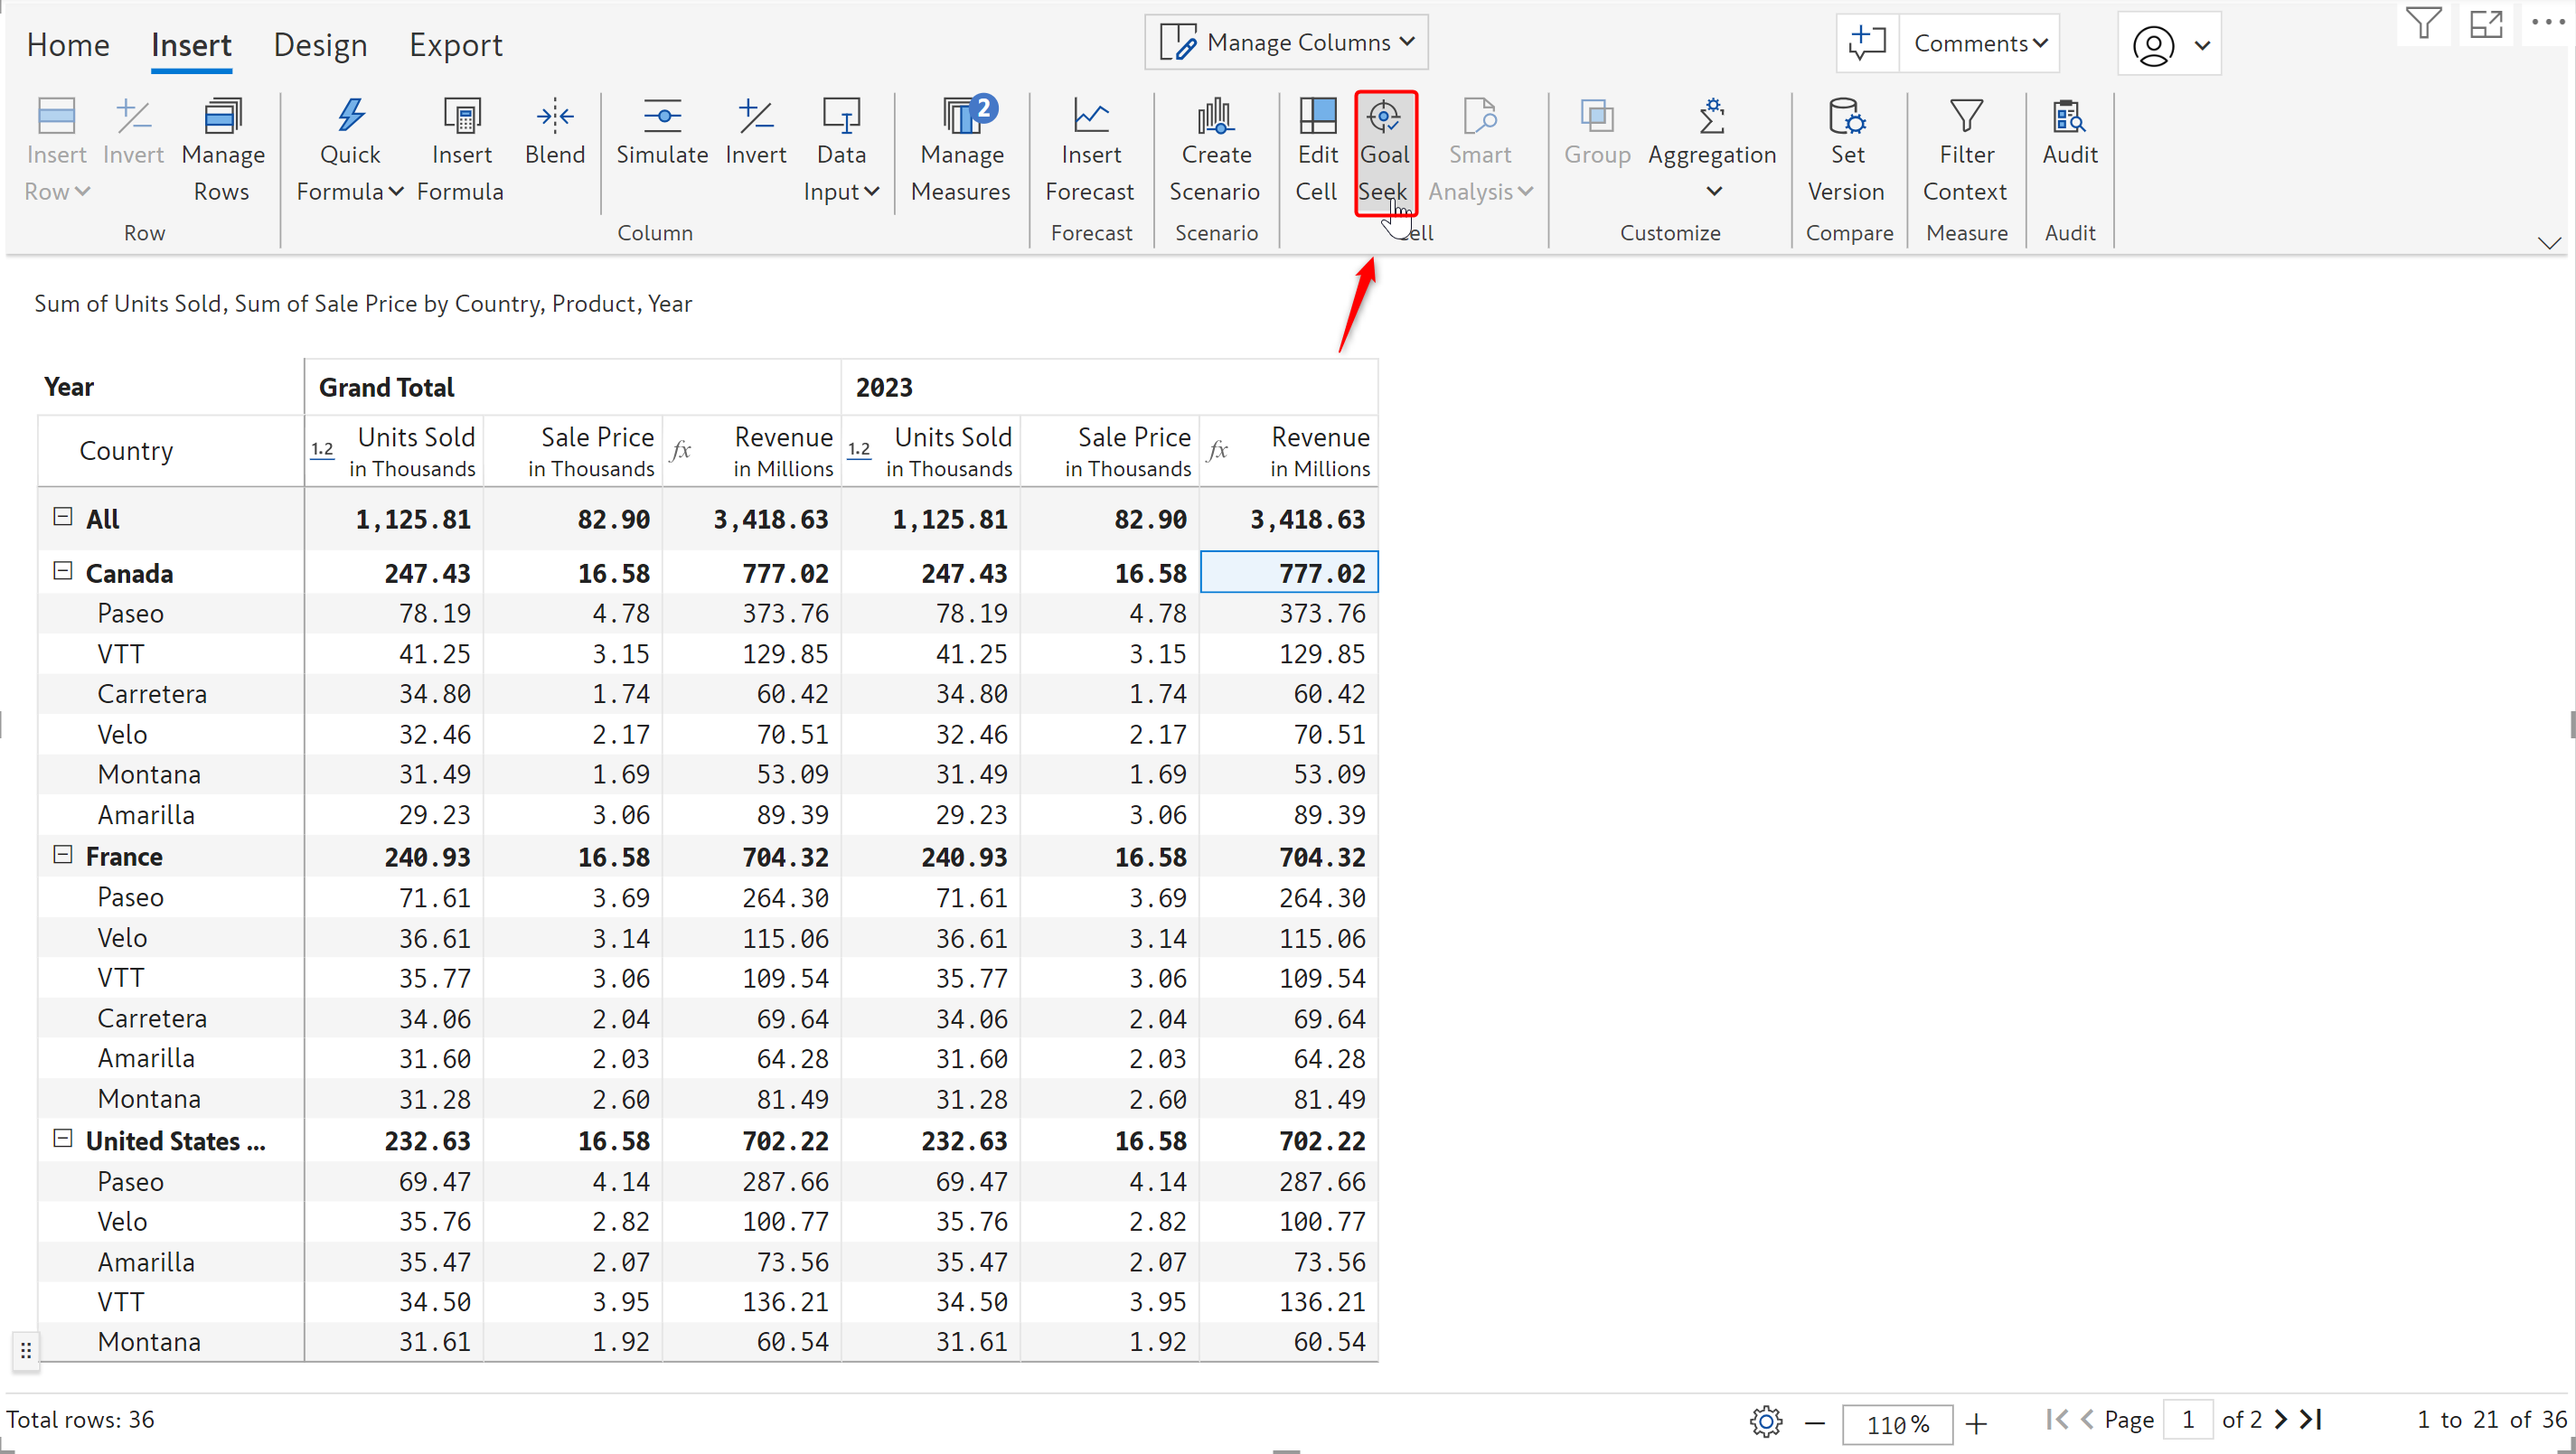 Home Insert Design Export Manage Columns Comments
Insert Row Invert Manage Rows Quick Formula Insert Formula Blend Simulate Invert Data Input Manage Measures 2 Insert Forecast Create Scenario Edit Cell Goal Seek Smart Analysis Group Aggregation Set Version Filter Context Audit
Row Column Forecast Scenario Customize Compare Measure Audit
Sum of Units Sold, Sum of Sale Price by Country, Product, Year
Year Grand Total 2023
Country 1.2 Units Sold in Thousands Sale Price in Thousands fx Revenue in Millions 1.2 Units Sold in Thousands Sale Price in Thousands fx Revenue in Millions
All 1,125.81 82.90 3,418.63 1,125.81 82.90 3,418.63
Canada 247.43 16.58 777.02 247.43 16.58 777.02
Paseo 78.19 4.78 373.76 78.19 4.78 373.76
VTT 41.25 3.15 129.85 41.25 3.15 129.85
Carretera 34.80 1.74 60.42 34.80 1.74 60.42
Velo 32.46 2.17 70.51 32.46 2.17 70.51
Montana 31.49 1.69 53.09 31.49 1.69 53.09
Amarilla 29.23 3.06 89.39 29.23 3.06 89.39
France 240.93 16.58 704.32 240.93 16.58 704.32
Paseo 71.61 3.69 264.30 71.61 3.69 264.30
Velo 36.61 3.14 115.06 36.61 3.14 115.06
VTT 35.77 3.06 109.54 35.77 3.06 109.54
Carretera 34.06 2.04 69.64 34.06 2.04 69.64
Amarilla 31.60 2.03 64.28 31.60 2.03 64.28
Montana 31.28 2.60 81.49 31.28 2.60 81.49
United States ... 232.63 16.58 702.22 232.63 16.58 702.22
Paseo 69.47 4.14 287.66 69.47 4.14 287.66
Velo 35.76 2.82 100.77 35.76 2.82 100.77
Amarilla 35.47 2.07 73.56 35.47 2.07 73.56
VTT 34.50 3.95 136.21 34.50 3.95 136.21
Montana 31.61 1.92 60.54 31.61 1.92 60.54
Total rows: 36 110% Page 1 of 2 1 to 21 of 36